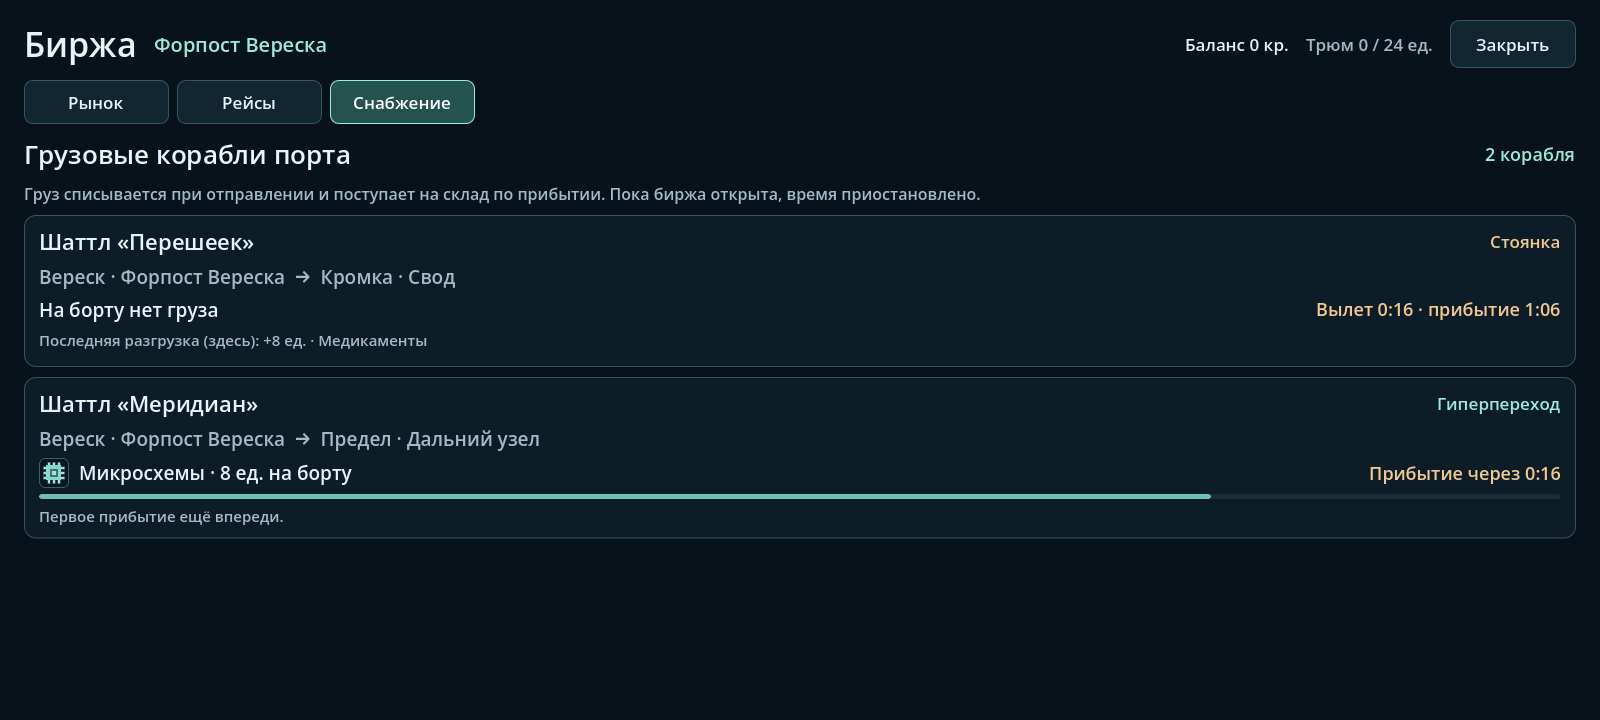 Биржа Форпост Вереска Баланс 0 кр. Трюм 0 / 24 ед. Закрыть
Рынок Рейсы Снабжение
Грузовые корабли порта 2 корабля
Груз списывается при отправлении и поступает на склад по прибытии. Пока биржа открыта, время приостановлено.
Шаттл «Перешеек» Стоянка
Вереск · Форпост Вереска → Кромка · Свод
На борту нет груза Вылет 0:16 · прибытие 1:06
Последняя разгрузка (здесь): +8 ед. · Медикаменты
Шаттл «Меридиан» Гиперпереход
Вереск · Форпост Вереска → Предел · Дальний узел
Микросхемы · 8 ед. на борту Прибытие через 0:16
Первое прибытие ещё впереди.